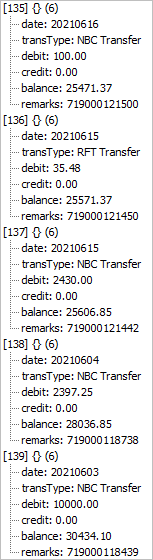 [135] {} (6)
date: 20210616
transType: NBC Transfer
debit: 100.00
credit: 0.00
balance: 25471.37
remarks: 719000121500
[136] {} (6)
date: 20210615
transType: RFT Transfer
debit: 35.48
credit: 0.00
balance: 25571.37
remarks: 719000121450
[137] {} (6)
date: 20210615
transType: NBC Transfer
debit: 2430.00
credit: 0.00
balance: 25606.85
remarks: 719000121442
[138] {} (6)
date: 20210604
transType: NBC Transfer
debit: 2397.25
credit: 0.00
balance: 28036.85
remarks: 719000118738
[139] {} (6)
date: 20210603
transType: NBC Transfer
debit: 10000.00
credit: 0.00
balance: 30434.10
remarks: 719000118439